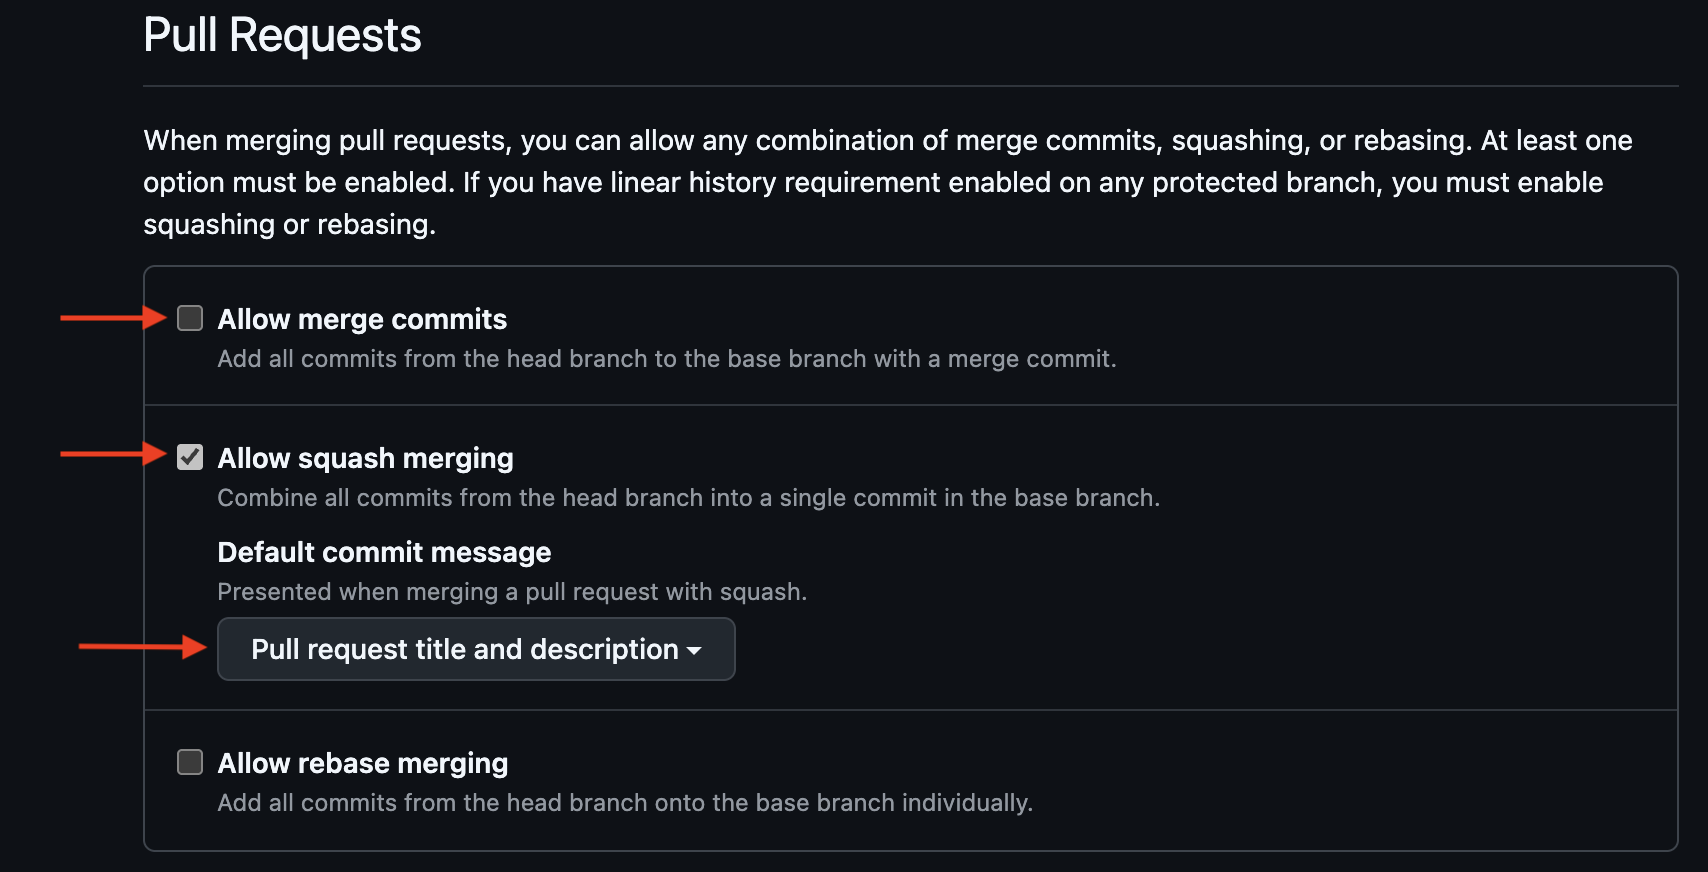 Pull Requests
When merging pull requests, you can allow any combination of merge commits, squashing, or rebasing. At least one
option must be enabled. If you have linear history requirement enabled on any protected branch, you must enable
squashing or rebasing.
Allow merge commits
Add all commits from the head branch to the base branch with a merge commit.
Allow squash merging
Combine all commits from the head branch into a single commit in the base branch.
Default commit message
Presented when merging a pull request with squash.
Pull request title and description
Allow rebase merging
Add all commits from the head branch onto the base branch individually.